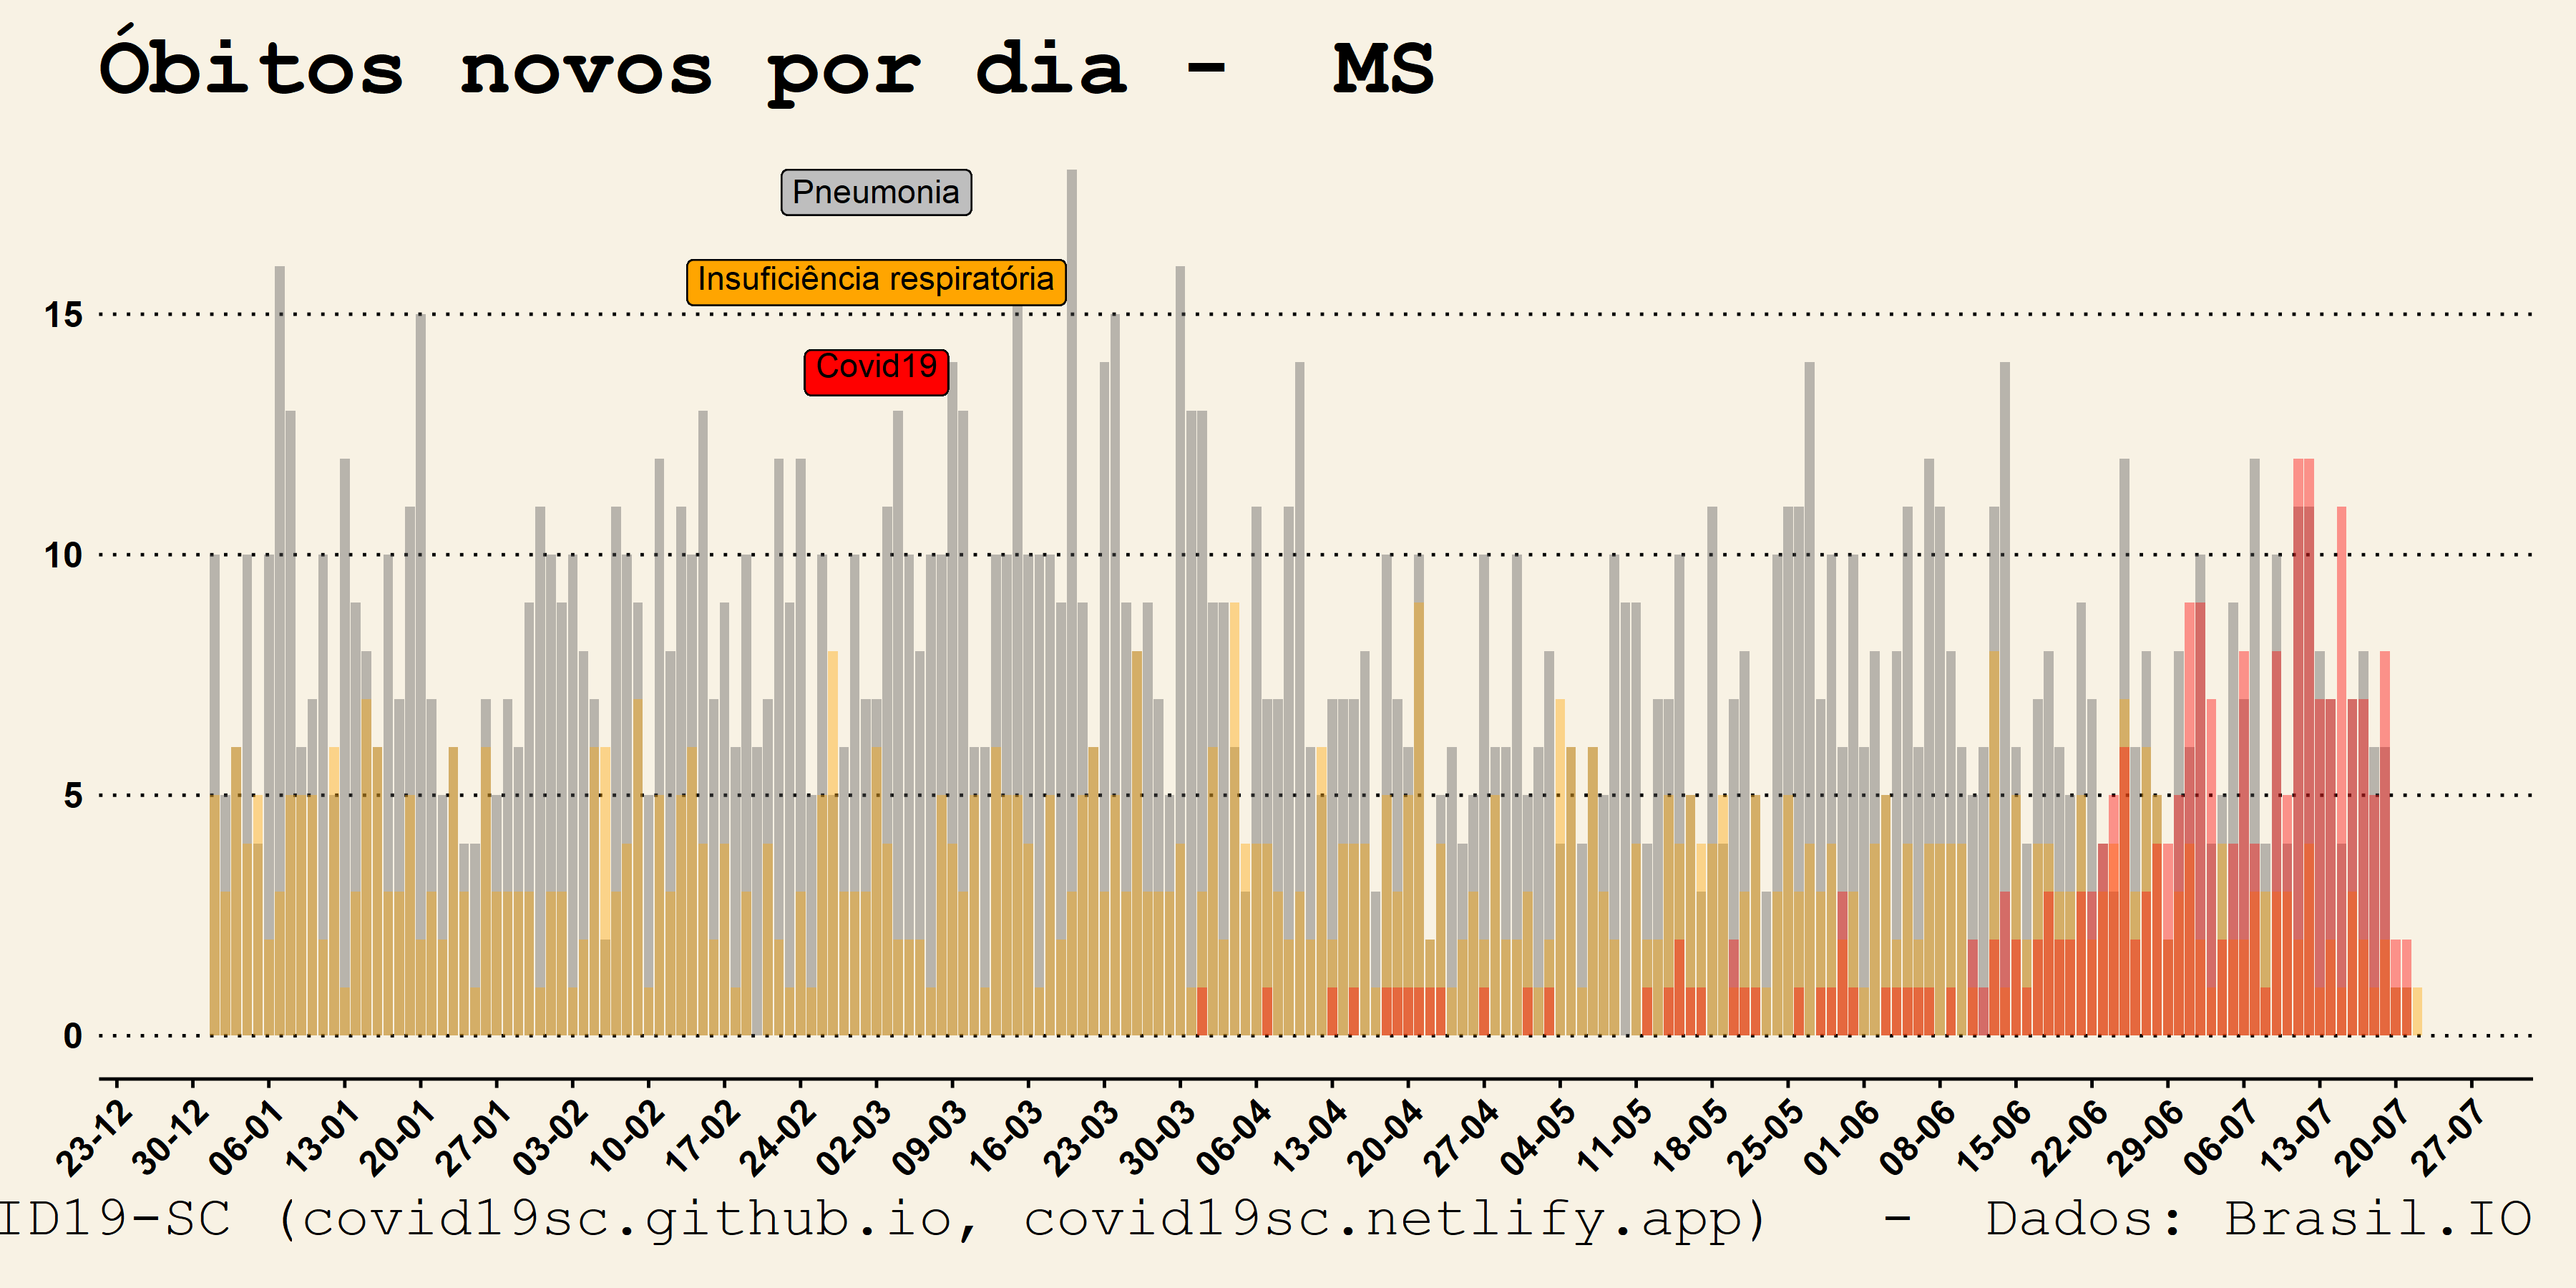 Óbitos novos por dia - MS
Pneumonia
Insuficiência respiratória
Covid19
15
10
5
0
23-12 30-12 06-01 13-01 20-01 27-01 03-02 10-02 17-02 24-02 02-03 09-03 16-03 23-03 30-03 06-04 13-04 20-04 27-04 04-05 11-05 18-05 25-05 01-06 08-06 15-06 22-06 29-06 06-07 13-07 20-07 27-07
ID19-SC (covid19sc.github.io, covid19sc.netlify.app) - Dados: Brasil.IO